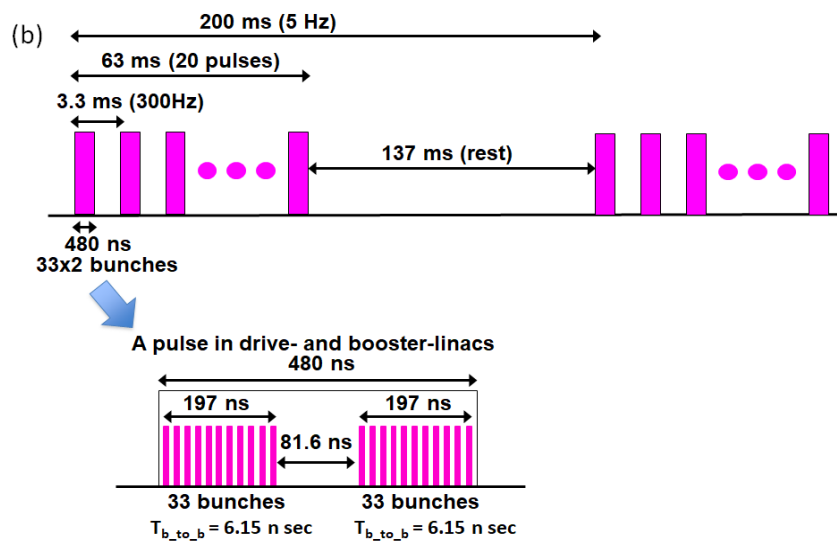 (b)
200 ms (5 Hz)
63 ms (20 pulses)
3.3 ms (300Hz)
137 ms (rest)
480 ns
33x2 bunches
A pulse in drive- and booster-linacs
480 ns
197 ns
197 ns
81.6 ns
33 bunches
33 bunches
T_b_to_b = 6.15 n sec
T_b_to_b = 6.15 n sec